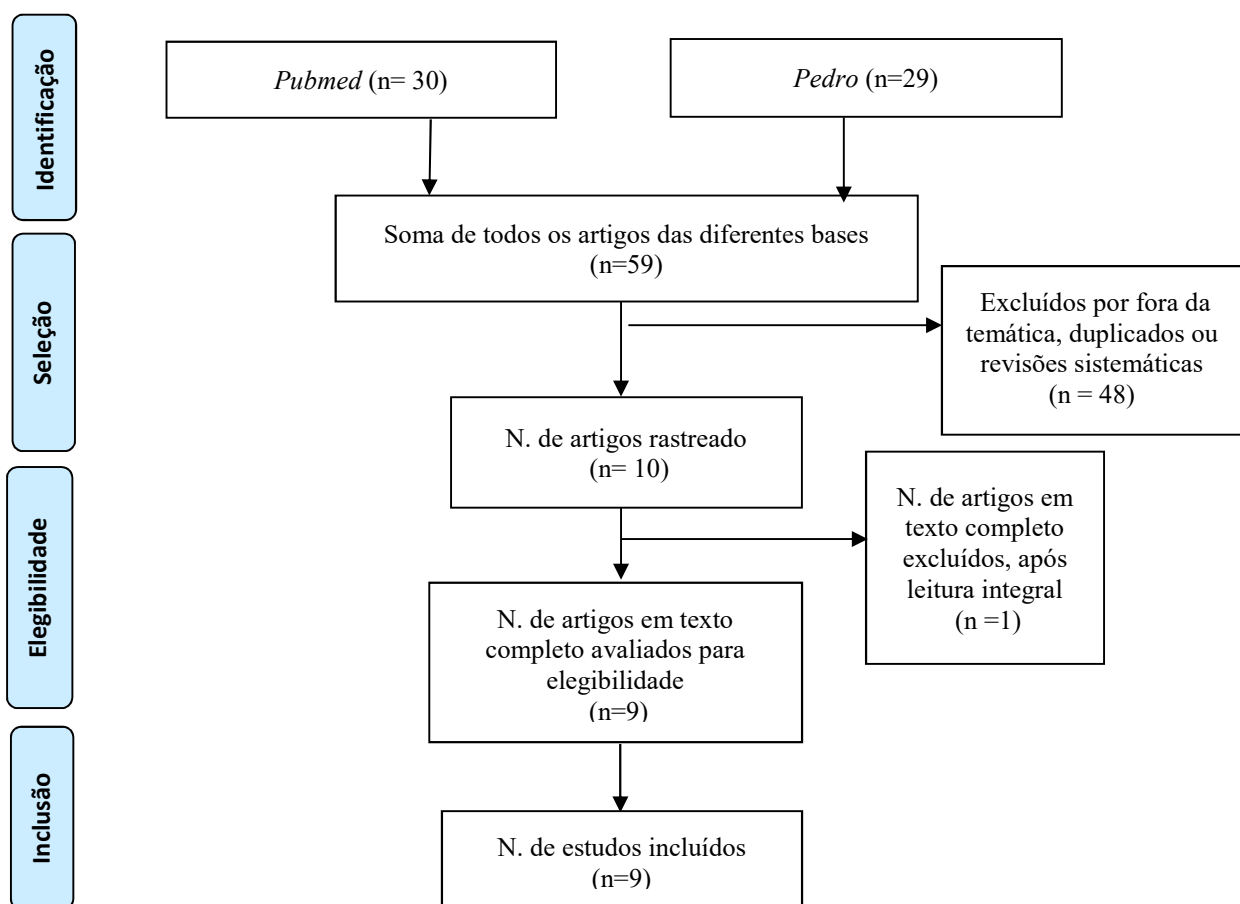 Identificação
Pubmed (n= 30)
Pedro (n=29)
Soma de todos os artigos das diferentes bases
(n=59)
Seleção
Excluídos por fora da
temática, duplicados ou
revisões sistemáticas
(n = 48)
N. de artigos rastreado
(n= 10)
Elegibilidade
N. de artigos em
texto completo
excluídos, após
leitura integral
(n =1)
N. de artigos em texto
completo avaliados para
elegibilidade
(n=9)
Inclusão
N. de estudos incluídos
(n=9)